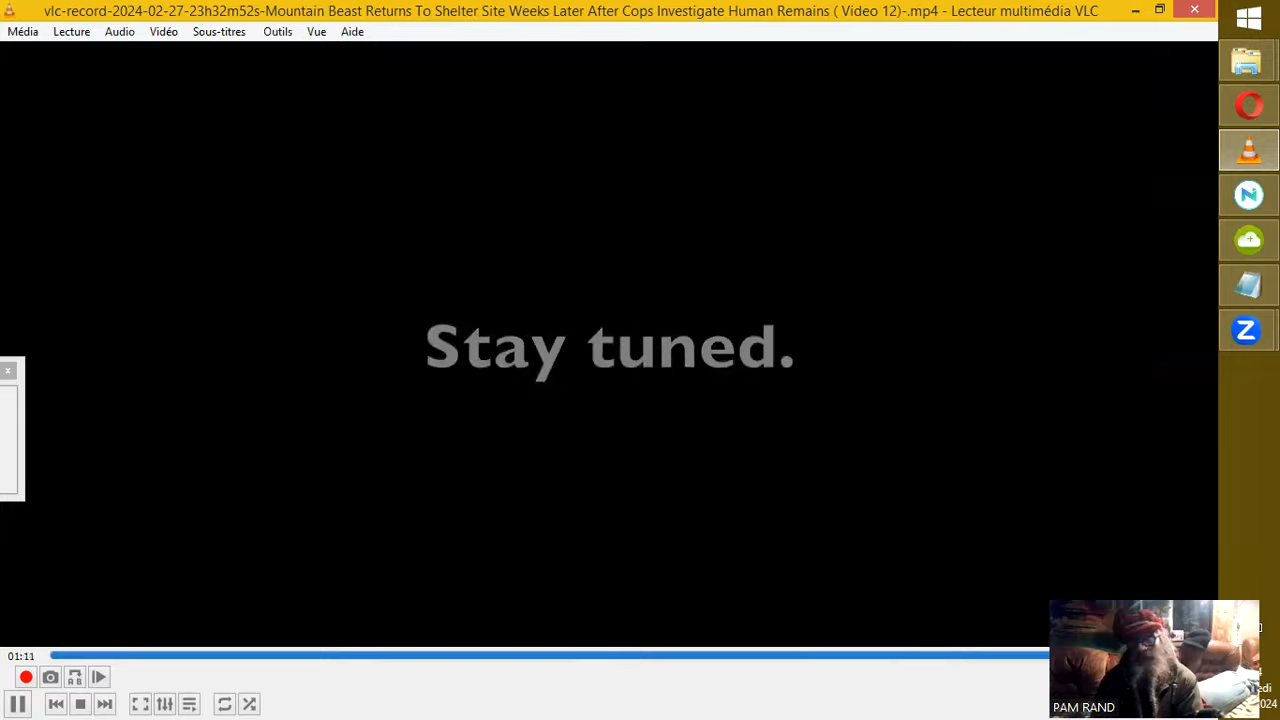 vlc-record-2024-02-27-23h32m52s-Mountain Beast Returns To Shelter Site Weeks Later After Cops Investigate Human Remains ( Video 12)-.mp4 - Lecteur multimédia VLC
Média Lecture Audio Vidéo Sous-titres Outils Vue Aide
Stay tuned.
01:11
PAM RAND
edi
2024